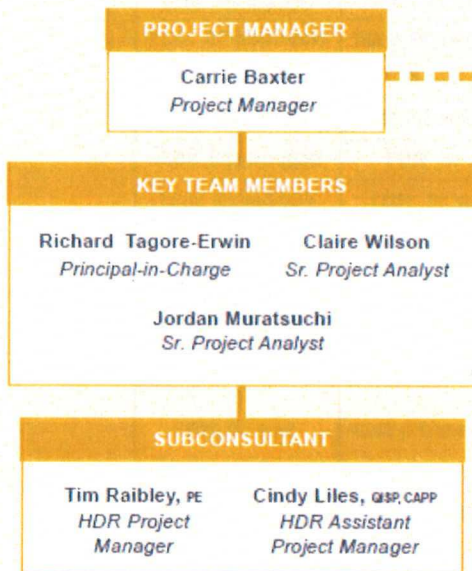 PROJECT MANAGER
Carrie Baxter
Project Manager
KEY TEAM MEMBERS
Richard Tagore-Erwin
Principal-in-Charge
Claire Wilson
Sr. Project Analyst
Jordan Muratsuchi
Sr. Project Analyst
SUBCONSULTANT
Tim Raibley, PE
HDR Project
Manager
Cindy Liles, QISP, CAPP
HDR Assistant
Project Manager